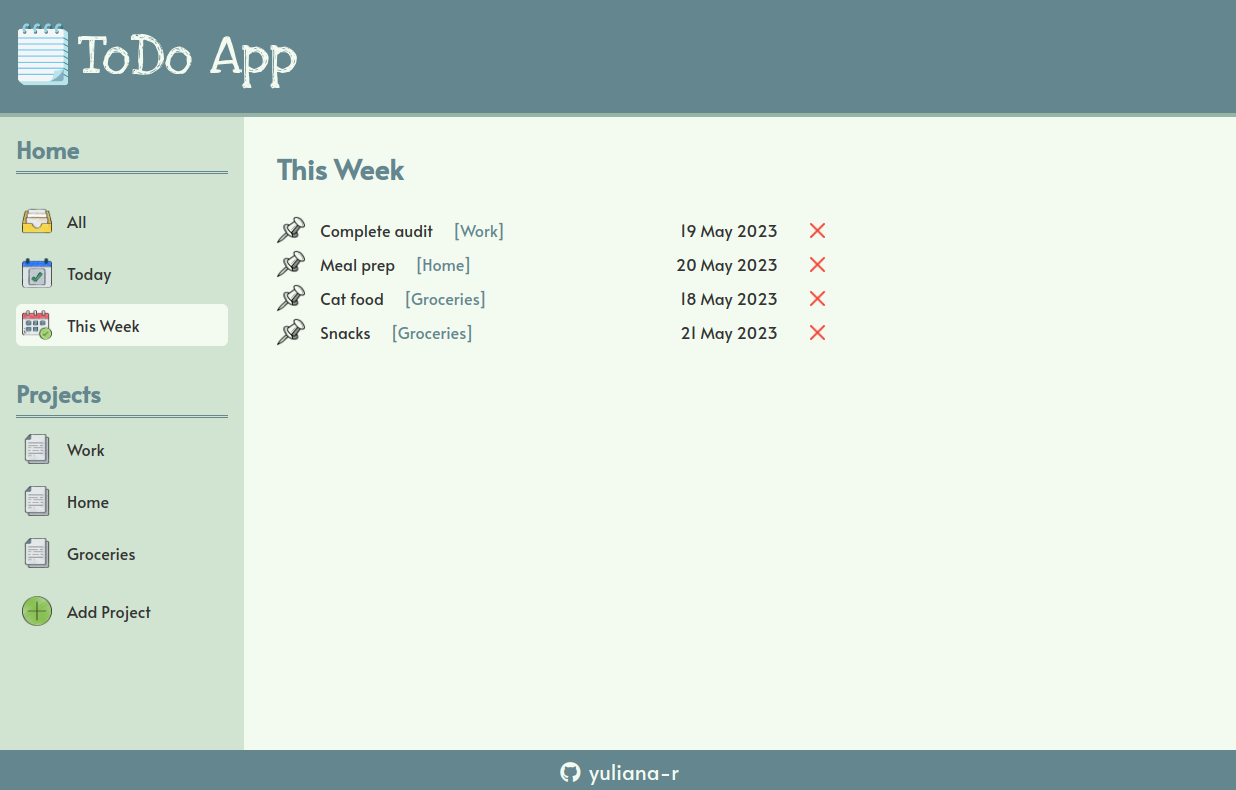 ToDo App
Home
All
Today
This Week
Projects
Work
Home
Groceries
Add Project
This Week
Complete audit [Work] 19 May 2023
Meal prep [Home] 20 May 2023
Cat food [Groceries] 18 May 2023
Snacks [Groceries] 21 May 2023
yuliana-r